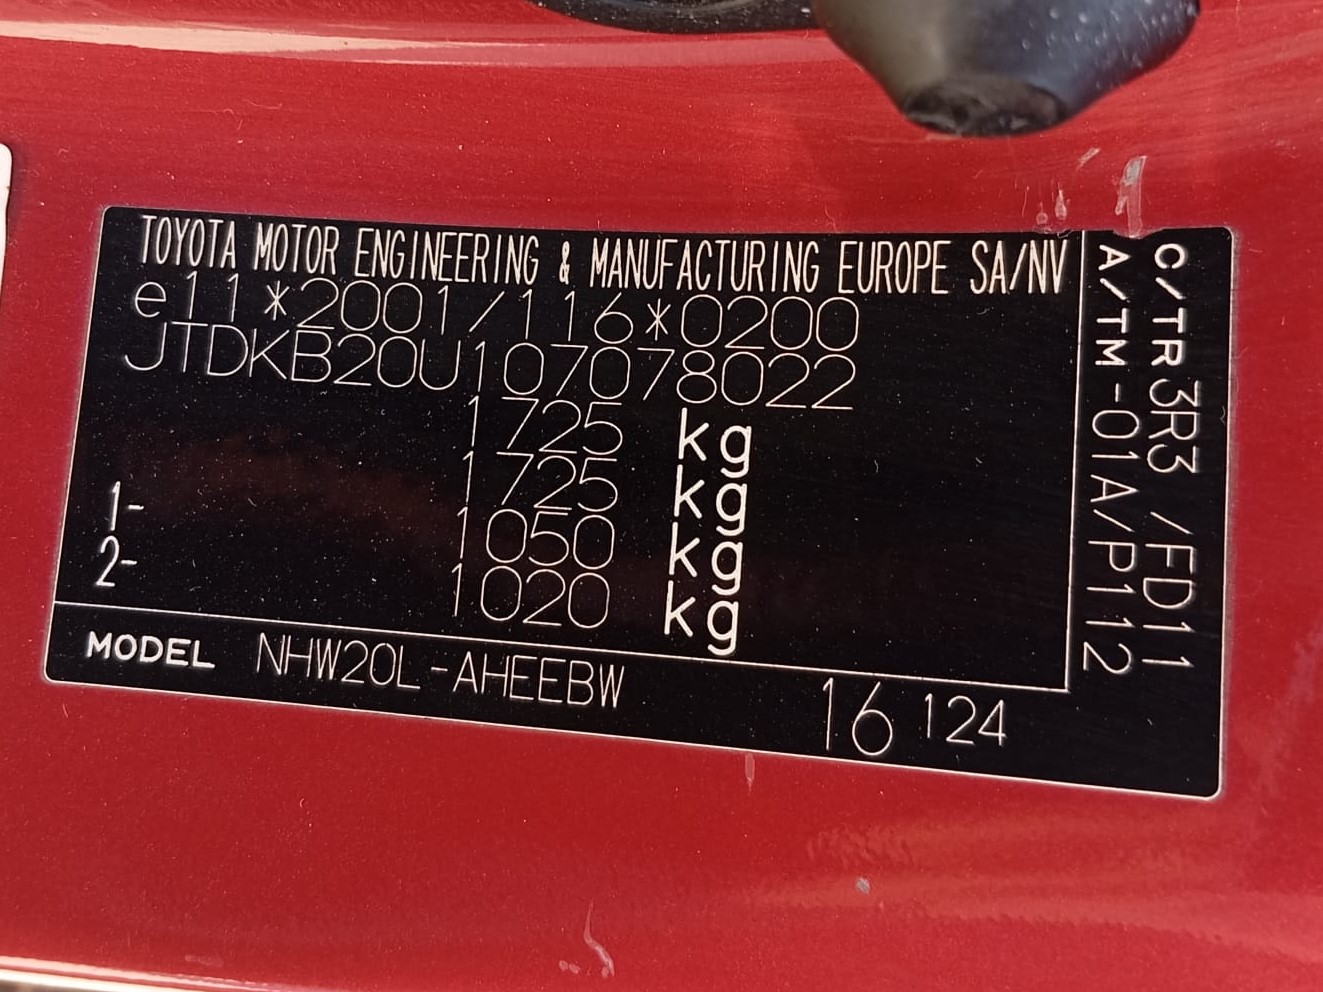 TOYOTA MOTOR ENGINEERING & MANUFACTURING EUROPE SA/NV
e11*2001/116*0200
JTDKB20U107078022
1725 kg
1725 kg
1- 1050 kg
2- 1020 kg
MODEL NHW20L-AHEEBW
16 124
C/TR 3R3 /FD11
A/TM -01A/P112